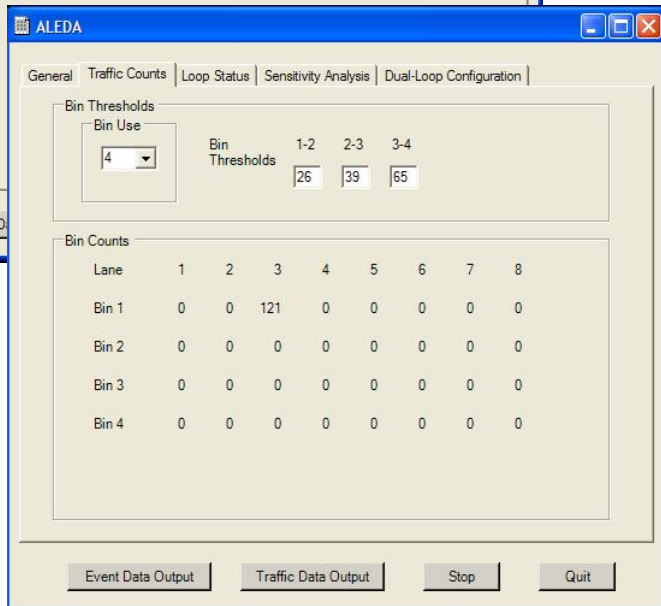 ALEDA
General Traffic Counts Loop Status Sensitivity Analysis Dual-Loop Configuration
Bin Thresholds
Bin Use
4
Bin Thresholds
1-2 2-3 3-4
26 39 65
Bin Counts
Lane 1 2 3 4 5 6 7 8
Bin 1 0 0 121 0 0 0 0 0
Bin 2 0 0 0 0 0 0 0 0
Bin 3 0 0 0 0 0 0 0 0
Bin 4 0 0 0 0 0 0 0 0
Event Data Output Traffic Data Output Stop Quit